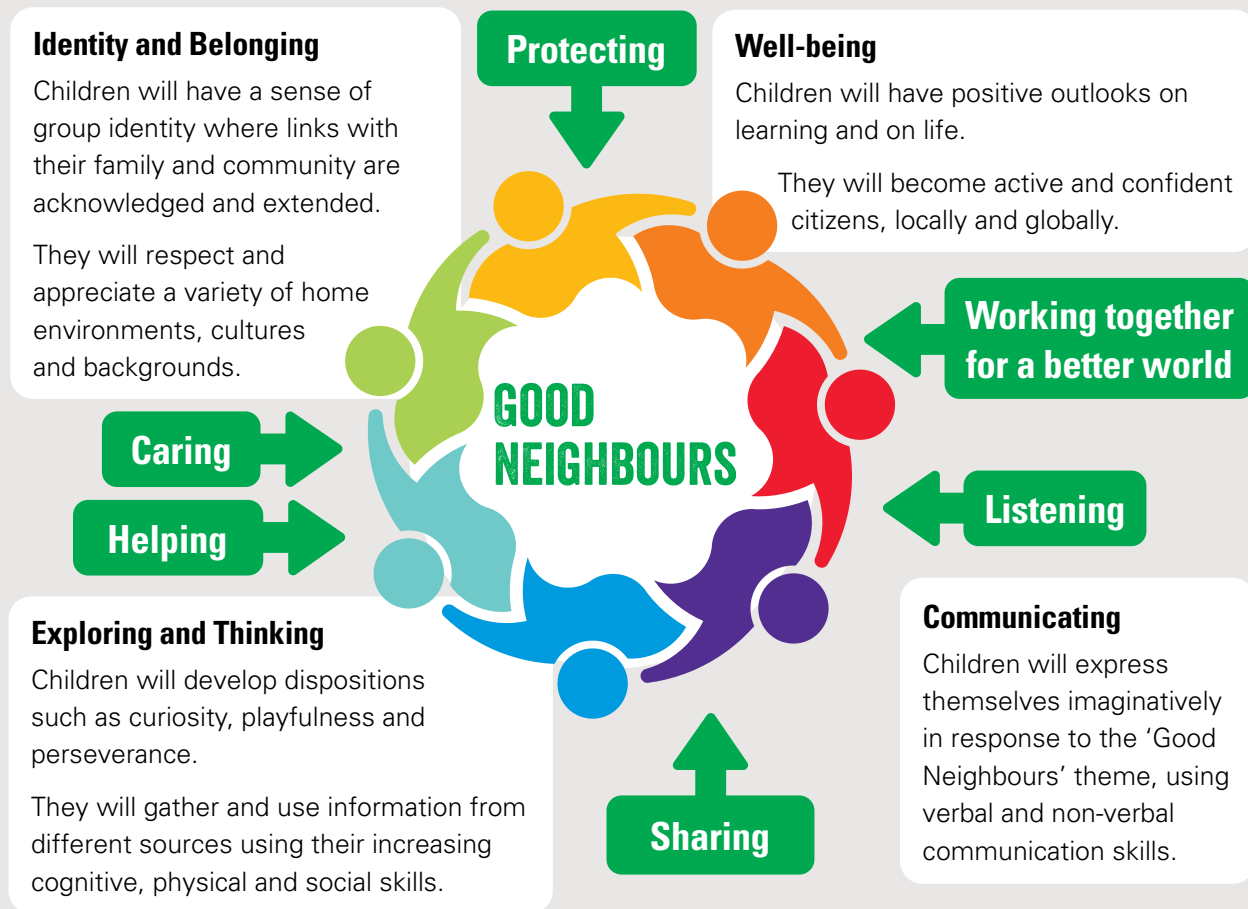 Identity and Belonging
Children will have a sense of
group identity where links with
their family and community are
acknowledged and extended.
They will respect and
appreciate a variety of home
environments, cultures
and backgrounds.
Protecting
Well-being
Children will have positive outlooks on
learning and on life.
They will become active and confident
citizens, locally and globally.
Working together
for a better world
GOOD
NEIGHBOURS
Caring
Helping
Listening
Exploring and Thinking
Children will develop dispositions
such as curiosity, playfulness and
perseverance.
They will gather and use information from
different sources using their increasing
cognitive, physical and social skills.
Sharing
Communicating
Children will express
themselves imaginatively
in response to the ‘Good
Neighbours’ theme, using
verbal and non-verbal
communication skills.